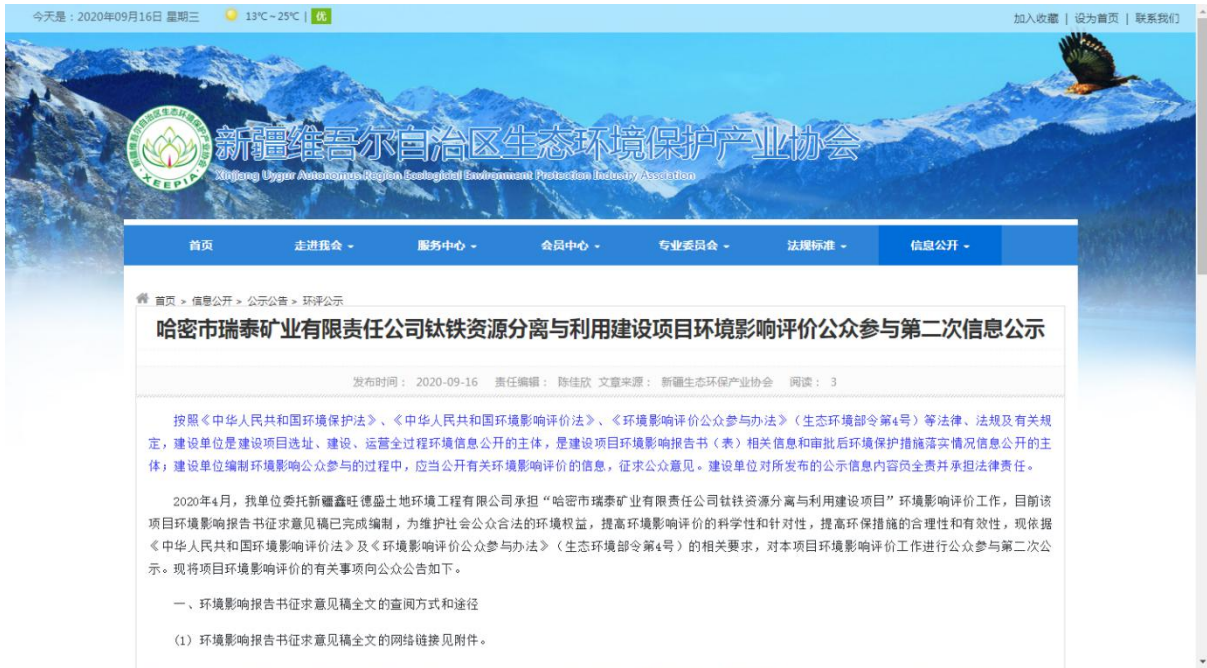 今天是：2020年09月16日 星期三 13℃~25℃ | 优 加入收藏 | 设为首页 | 联系我们
新疆维吾尔自治区生态环境保护产业协会
XEEPIA
首页 走进我会 服务中心 会员中心 专业委员会 法规标准 信息公开
首页 > 信息公开 > 公示公告 > 环评公示
哈密市瑞泰矿业有限责任公司钛铁资源分离与利用建设项目环境影响评价公众参与第二次信息公示
发布时间： 2020-09-16 责任编辑： 陈佳欣 文章来源： 新疆生态环保产业协会 阅读： 3
按照《中华人民共和国环境保护法》、《中华人民共和国环境影响评价法》、《环境影响评价公众参与办法》（生态环境部令第4号）等法律、法规及有关规
定，建设单位是建设项目选址、建设、运营全过程环境信息公开的主体，是建设项目环境影响报告书（表）相关信息和审批后环境保护措施落实情况信息公开的主
体；建设单位编制环境影响公众参与的过程中，应当公开有关环境影响评价的信息，征求公众意见。建设单位对所发布的公示信息内容员全责并承担法律责任。
2020年4月，我单位委托新疆鑫旺德盛土地环境工程有限公司承担“哈密市瑞泰矿业有限责任公司钛铁资源分离与利用建设项目”环境影响评价工作，目前该
项目环境影响报告书征求意见稿已完成编制，为维护社会公众合法的环境权益，提高环境影响评价的科学性和针对性，提高环保措施的合理性和有效性，现依据
《中华人民共和国环境影响评价法》及《环境影响评价公众参与办法》（生态环境部令第4号）的相关要求，对本项目环境影响评价工作进行公众参与第二次公
示。现将项目环境影响评价的有关事项向公众公告如下。
一、环境影响报告书征求意见稿全文的查阅方式和途径
（1）环境影响报告书征求意见稿全文的网络链接见附件。